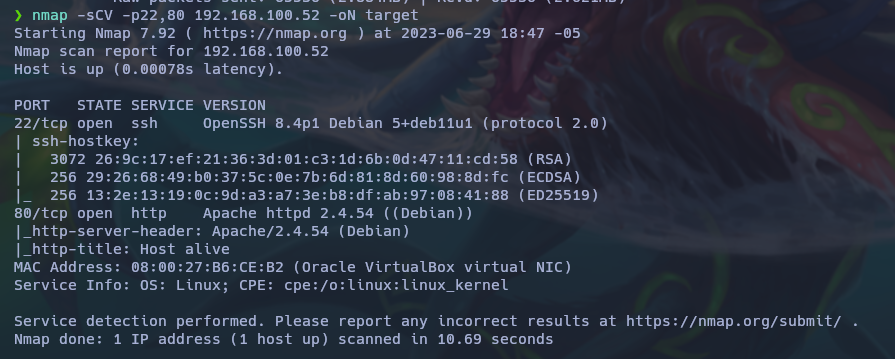 ❯ nmap -sCV -p22,80 192.168.100.52 -oN target
Starting Nmap 7.92 ( https://nmap.org ) at 2023-06-29 18:47 -05
Nmap scan report for 192.168.100.52
Host is up (0.00078s latency).
PORT   STATE SERVICE VERSION
22/tcp open  ssh     OpenSSH 8.4p1 Debian 5+deb11u1 (protocol 2.0)
| ssh-hostkey:
|   3072 26:9c:17:ef:21:36:3d:01:c3:1d:6b:0d:47:11:cd:58 (RSA)
|   256 29:26:68:49:b0:37:5c:0e:7b:6d:81:8d:60:98:8d:fc (ECDSA)
|_  256 13:2e:13:19:0c:9d:a3:a7:3e:b8:df:ab:97:08:41:88 (ED25519)
80/tcp open  http    Apache httpd 2.4.54 ((Debian))
|_http-server-header: Apache/2.4.54 (Debian)
|_http-title: Host alive
MAC Address: 08:00:27:B6:CE:B2 (Oracle VirtualBox virtual NIC)
Service Info: OS: Linux; CPE: cpe:/o:linux:linux_kernel
Service detection performed. Please report any incorrect results at https://nmap.org/submit/ .
Nmap done: 1 IP address (1 host up) scanned in 10.69 seconds